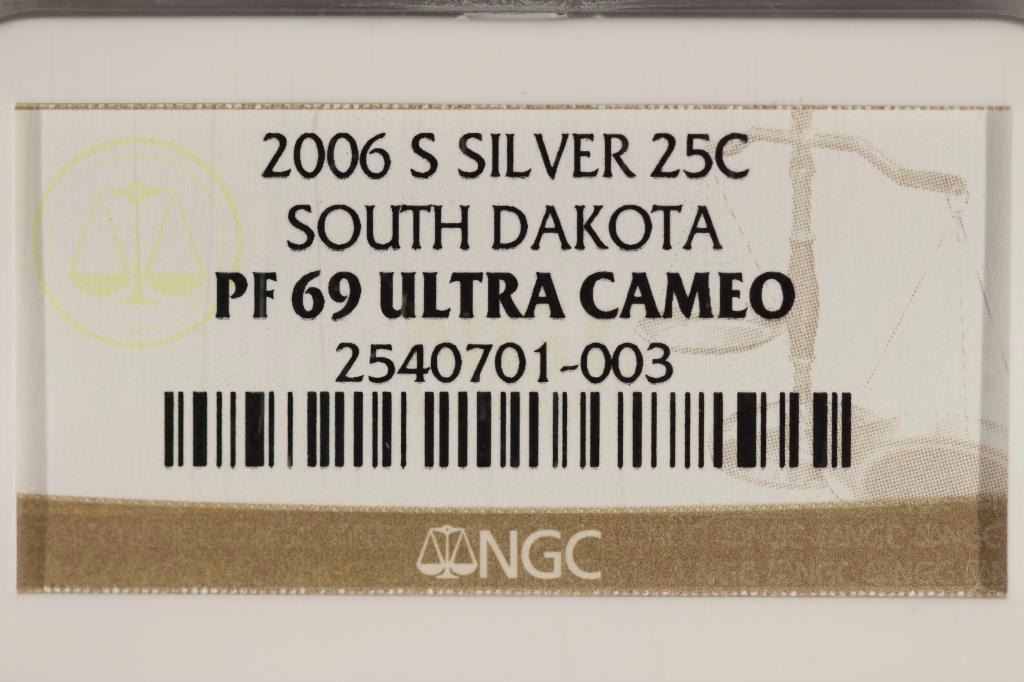 2006 S SILVER 25C
SOUTH DAKOTA
PF 69 ULTRA CAMEO
2540701-003
NGC